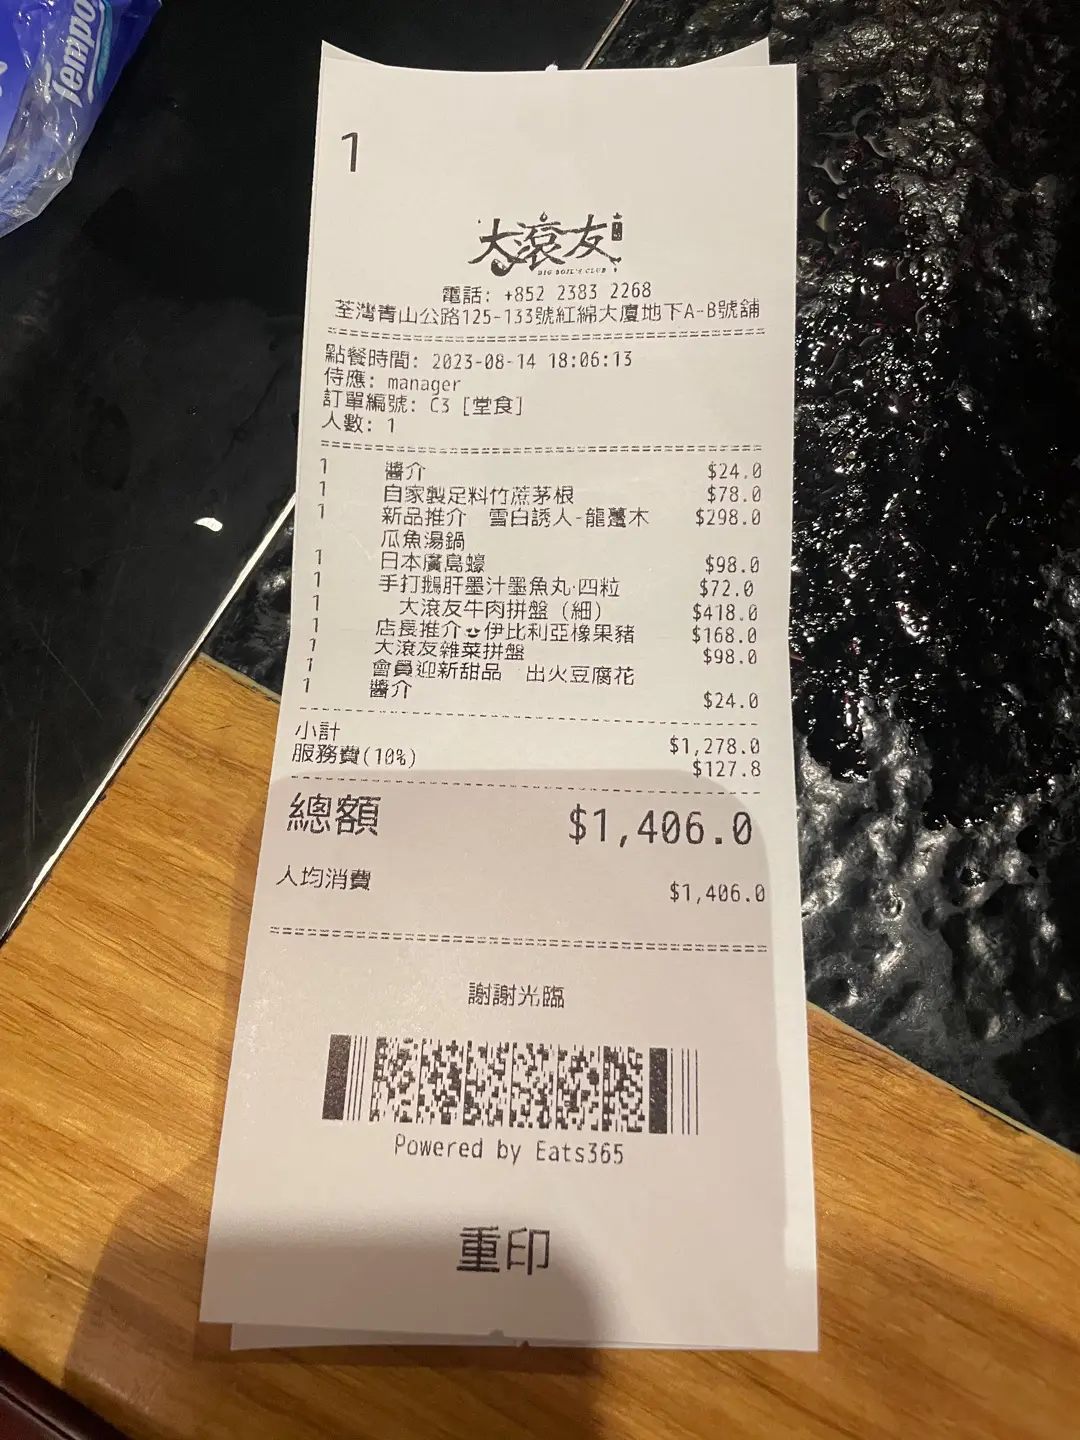 Tempo
1
大滾友
BIG BOIL'S CLUB
電話: +852 2383 2268
荃灣青山公路125-133號紅綿大廈地下A-B號舖
點餐時間: 2023-08-14 18:06:13
侍應: manager
訂單編號: C3 [堂食]
人數: 1
1 醬介 $24.0
1 自家製足料竹蔗茅根 $78.0
1 新品推介 雪白誘人-龍躉木 $298.0
瓜魚湯鍋
1 日本廣島蠔 $98.0
1 手打鵝肝墨汁墨魚丸·四粒 $72.0
1 大滾友牛肉拼盤 (細) $418.0
1 店長推介 伊比利亞橡果豬 $168.0
1 大滾友雜菜拼盤 $98.0
1 會員迎新甜品 出火豆腐花
1 醬介 $24.0
小計 $1,278.0
服務費(10%) $127.8
總額 $1,406.0
人均消費 $1,406.0
謝謝光臨
Powered by Eats365
重印